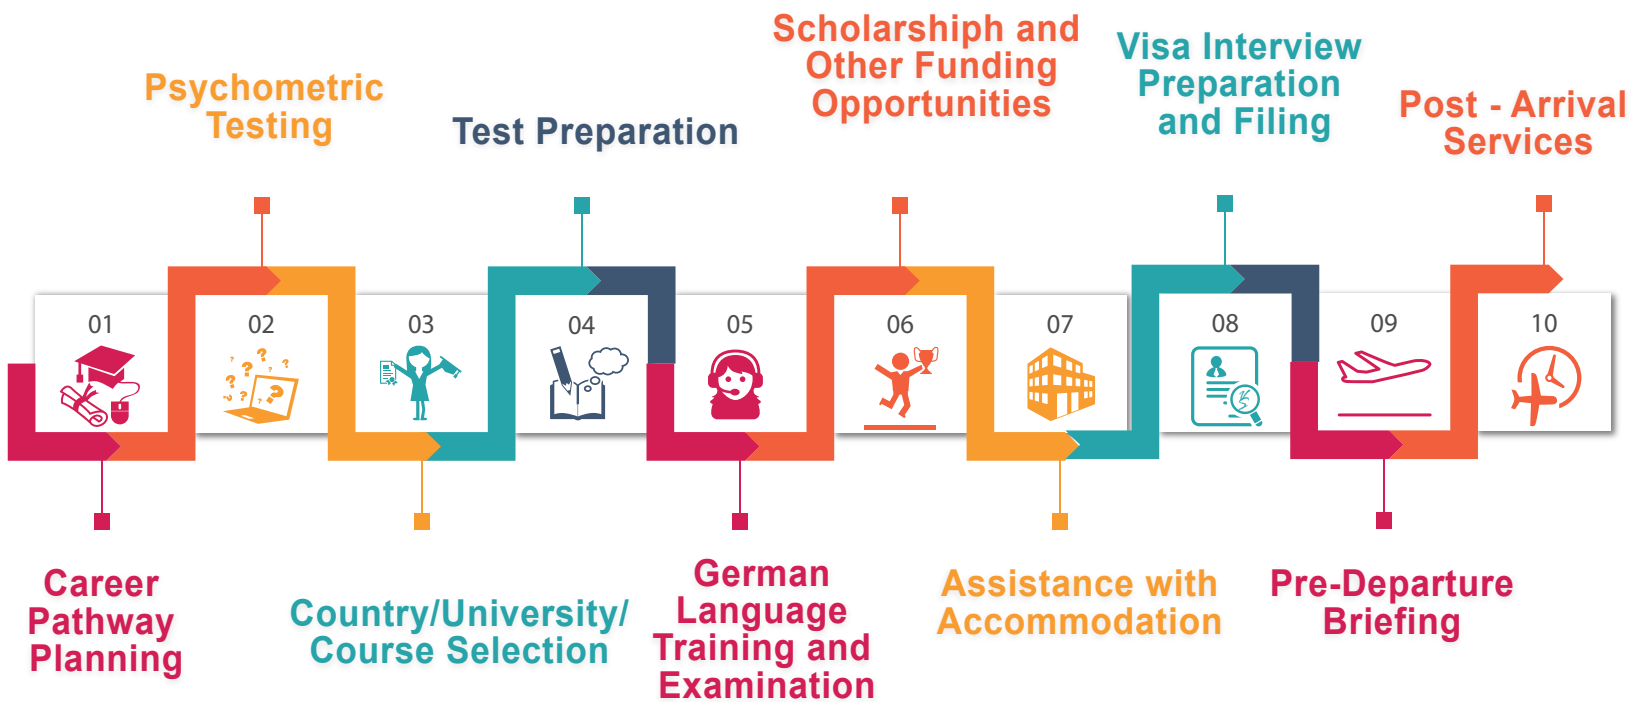 Scholarshiph and
Other Funding
Opportunities
Visa Interview
Preparation
and Filing
Psychometric
Testing
Test Preparation
Post - Arrival
Services
01
02
03
04
05
06
07
08
09
10
Career
Pathway
Planning
Country/University/
Course Selection
German
Language
Training and
Examination
Assistance with
Accommodation
Pre-Departure
Briefing